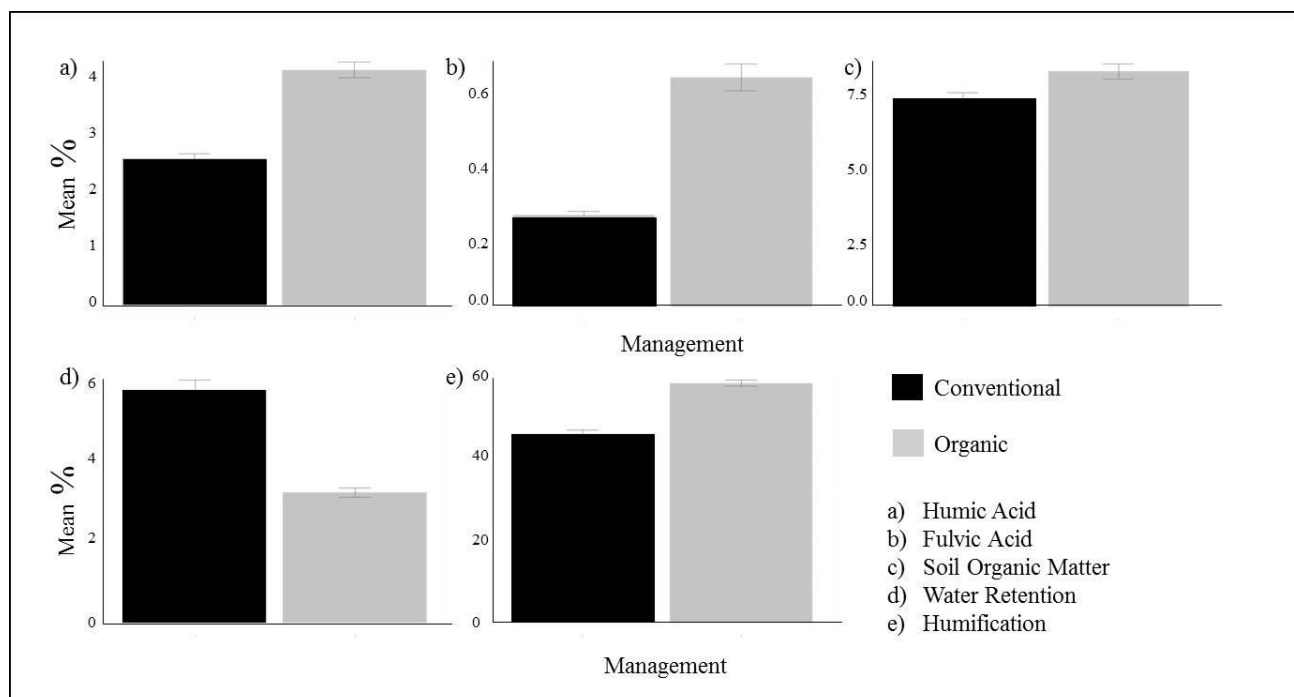 a)
4
3
2
1
0
Mean %
b)
0.6
0.4
0.2
0.0
c)
7.5
5.0
2.5
0.0
Management
d)
6
4
2
0
Mean %
e)
60
40
20
0
Management
Conventional
Organic
a) Humic Acid
b) Fulvic Acid
c) Soil Organic Matter
d) Water Retention
e) Humification